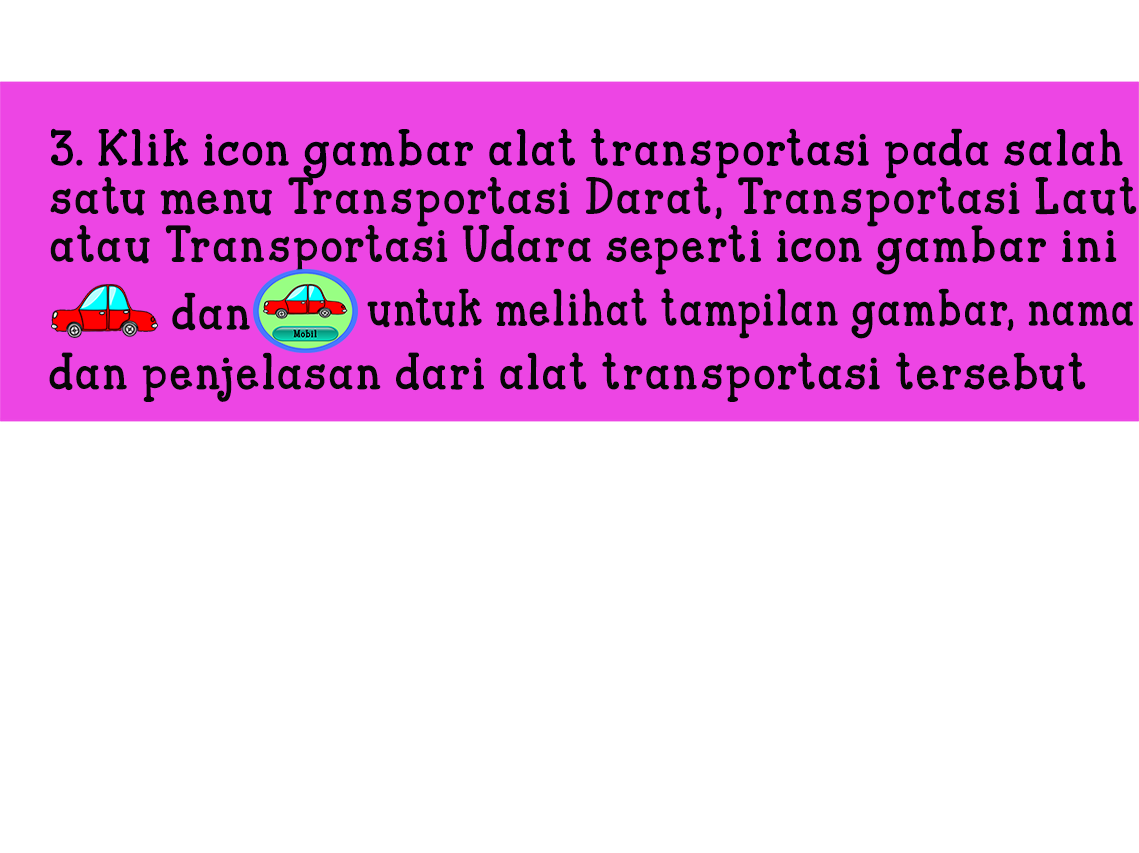 3. Klik icon gambar alat transportasi pada salah
satu menu Transportasi Darat, Transportasi Laut
atau Transportasi Udara seperti icon gambar ini
dan Mobil untuk melihat tampilan gambar, nama
dan penjelasan dari alat transportasi tersebut